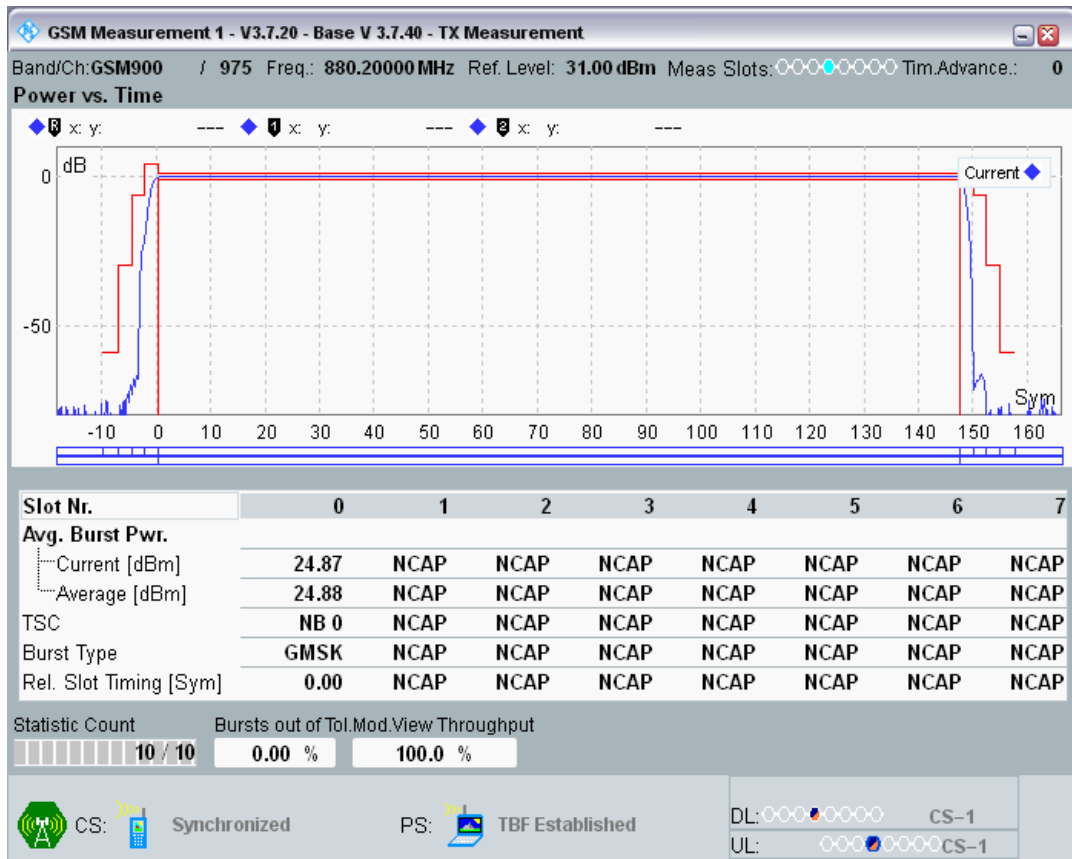 GSM Measurement 1 - V3.7.20 - Base V 3.7.40 - TX Measurement
Band/Ch:GSM900 / 975 Freq.: 880.20000 MHz Ref. Level: 31.00 dBm Meas Slots: Tim.Advance.: 0
Power vs. Time
R x: y: --- 1 x: y: --- 2 x: y: ---
dB
0
Current
-50
Sym
-10 0 10 20 30 40 50 60 70 80 90 100 110 120 130 140 150 160
Slot Nr. 0 1 2 3 4 5 6 7
Avg. Burst Pwr.
Current [dBm] 24.87 NCAP NCAP NCAP NCAP NCAP NCAP NCAP
Average [dBm] 24.88 NCAP NCAP NCAP NCAP NCAP NCAP NCAP
TSC NB 0 NCAP NCAP NCAP NCAP NCAP NCAP NCAP
Burst Type GMSK NCAP NCAP NCAP NCAP NCAP NCAP NCAP
Rel. Slot Timing [Sym] 0.00 NCAP NCAP NCAP NCAP NCAP NCAP NCAP
Statistic Count Bursts out of Tol.Mod.View Throughput
10 / 10 0.00 % 100.0 %
CS: Synchronized PS: TBF Established
DL: CS-1
UL: CS-1